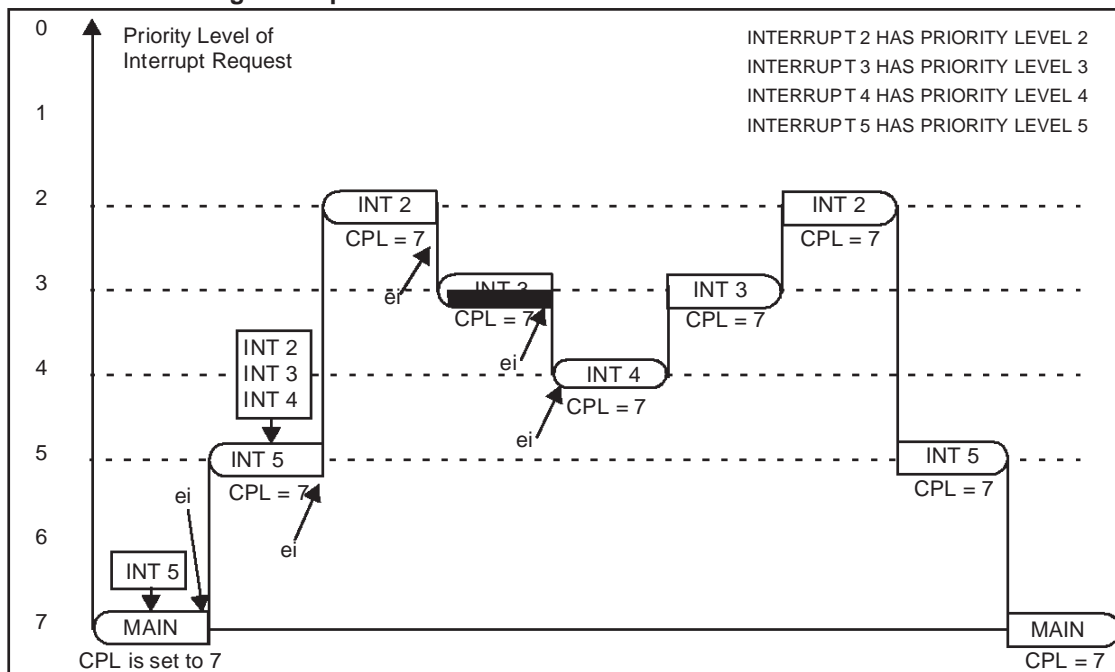 0
Priority Level of
Interrupt Request
INTERRUPT 2 HAS PRIORITY LEVEL 2
INTERRUPT 3 HAS PRIORITY LEVEL 3
INTERRUPT 4 HAS PRIORITY LEVEL 4
INTERRUPT 5 HAS PRIORITY LEVEL 5
1
2
INT 2
CPL = 7
INT 2
CPL = 7
ei
3
INT 3
CPL = 7
INT 3
CPL = 7
ei
INT 2
INT 3
INT 4
4
INT 4
CPL = 7
ei
5
INT 5
CPL = 7
INT 5
CPL = 7
ei
ei
6
INT 5
7
MAIN
CPL is set to 7
MAIN
CPL = 7